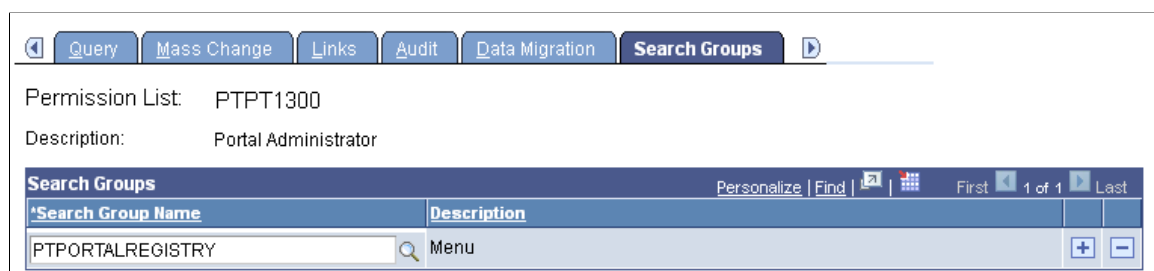 Query Mass Change Links Audit Data Migration Search Groups
Permission List: PTPT1300
Description: Portal Administrator
Search Groups Personalize | Find | | First 1 of 1 Last
*Search Group Name Description
PTPORTALREGISTRY Menu